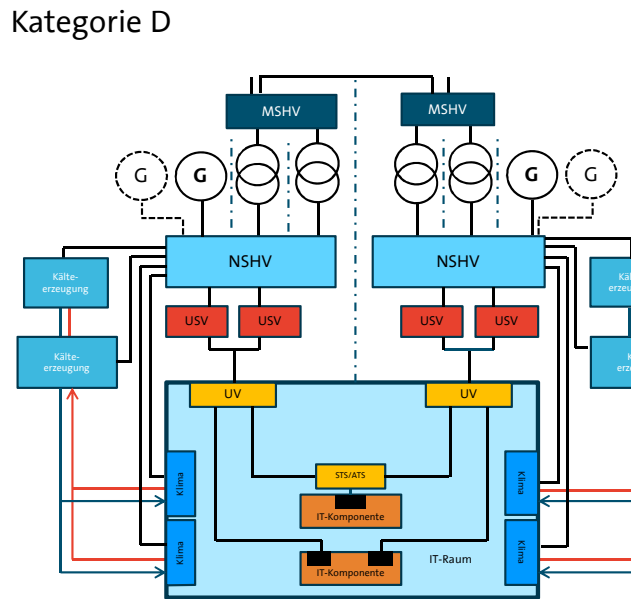 Kategorie D
MSHV
MSHV
G
G
G
G
NSHV
NSHV
Kälte-
erzeugung
Kälte-
erzeugung
USV
USV
USV
USV
UV
UV
Klima
Klima
Klima
Klima
STS/ATS
IT-Komponente
IT-Komponente
IT-Raum